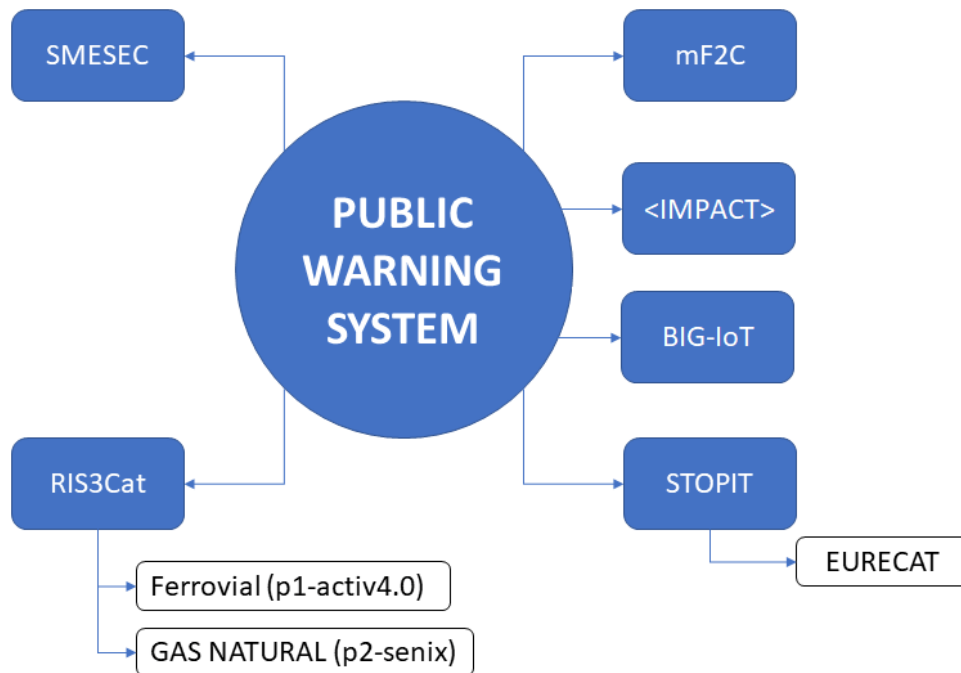 SMESEC
mF2C
PUBLIC
WARNING
SYSTEM
<IMPACT>
BIG-IoT
RIS3Cat
STOPIT
Ferrovial (p1-activ4.0)
GAS NATURAL (p2-senix)
EURECAT